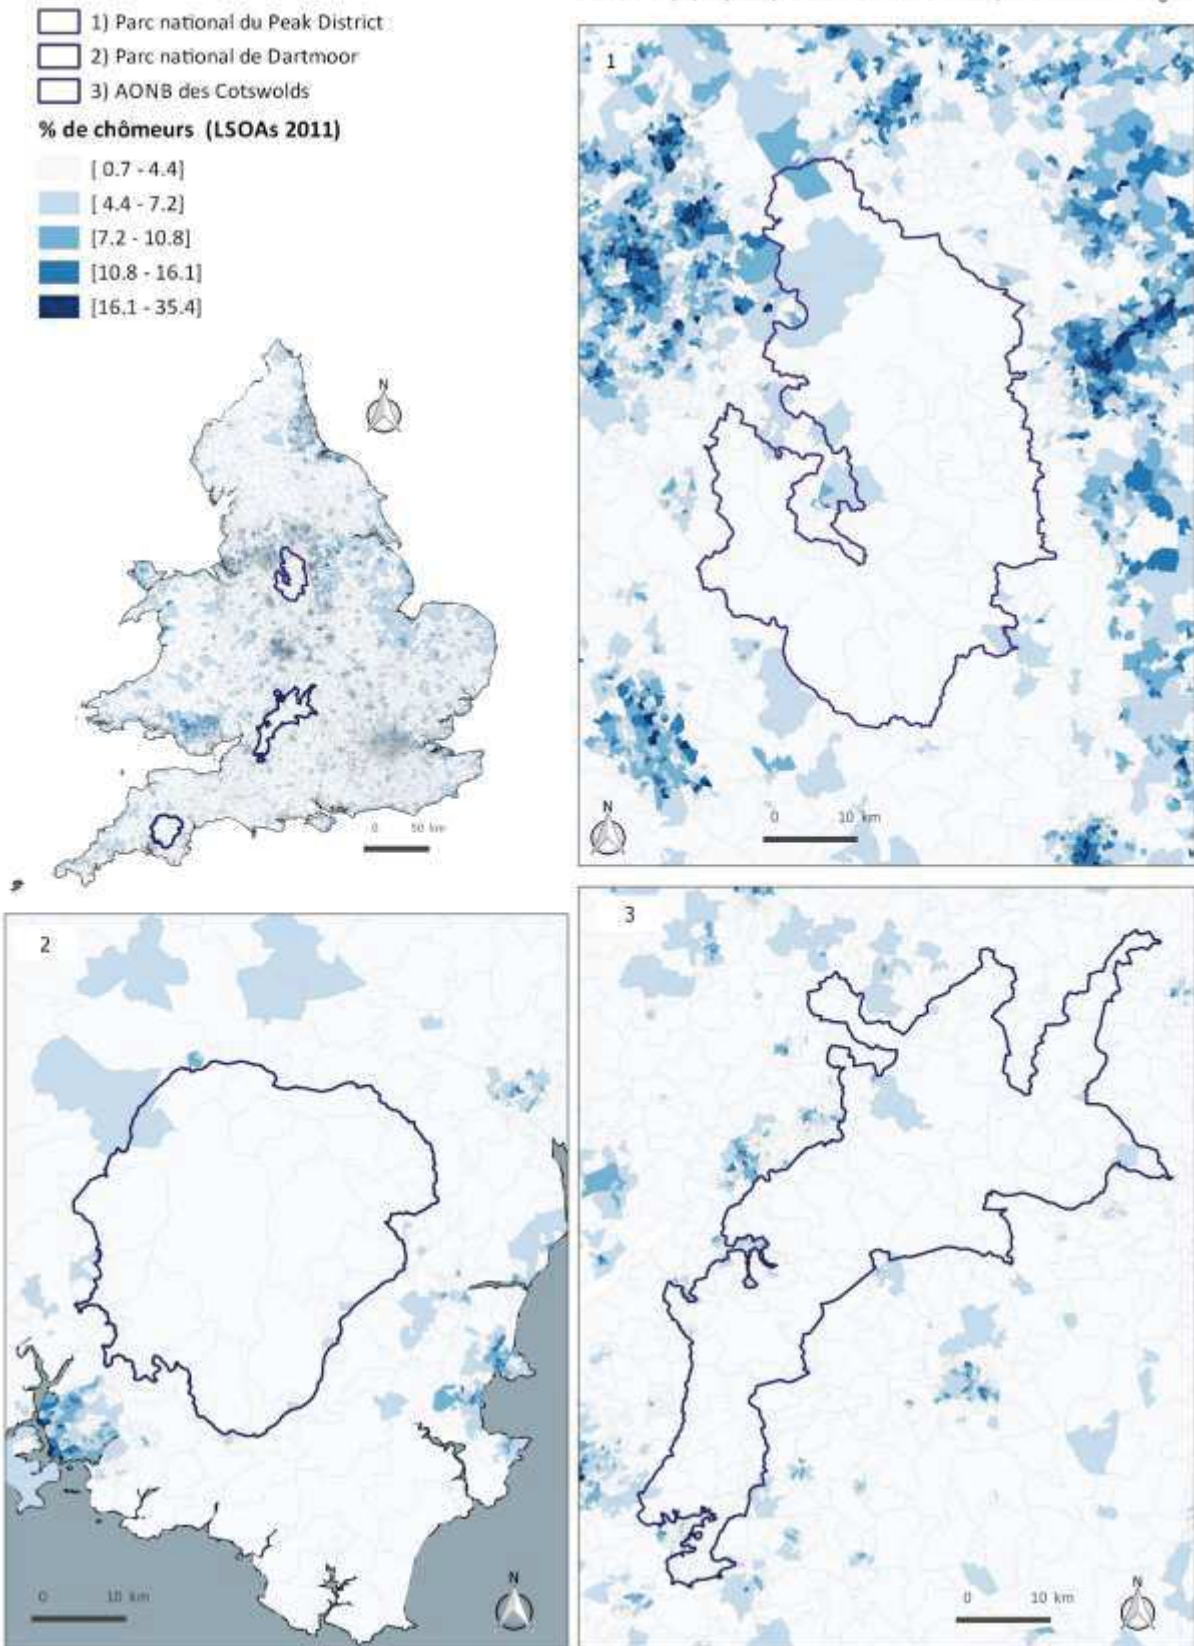 1) Parc national du Peak District
2) Parc national de Dartmoor
3) AONB des Cotswolds
% de chômeurs (LSOAs 2011)
[ 0.7 - 4.4]
[ 4.4 - 7.2]
[7.2 - 10.8]
[10.8 - 16.1]
[16.1 - 35.4]
N
0 50 km
1
N
0 10 km
2
0 10 km
N
3
0 10 km
N